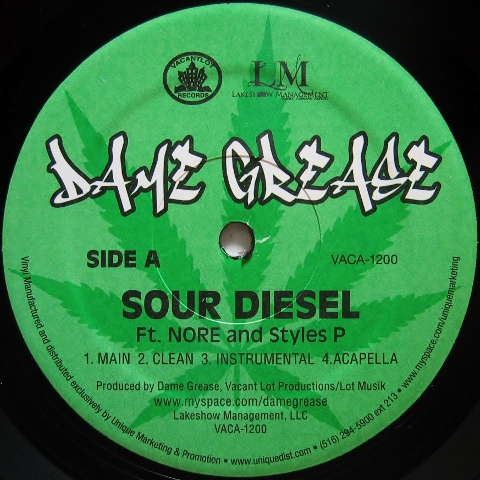 VACANTLOT
RECORDS
LM
LAKESHOW MANAGEMENT
DAME GREASE
SIDE A
VACA-1200
SOUR DIESEL
Ft. NORE and Styles P
1. MAIN 2. CLEAN 3. INSTRUMENTAL 4.ACAPELLA
Produced by Dame Grease, Vacant Lot Productions/Lot Musik
www.myspace.com/damegrease
Lakeshow Management, LLC
VACA-1200
Vinyl Manufactured and distributed exclusively by Unique Marketing & Promotion • www.uniquedist.com • (516) 294-5900 ext 213 • www.myspace.com/uniquemarketing